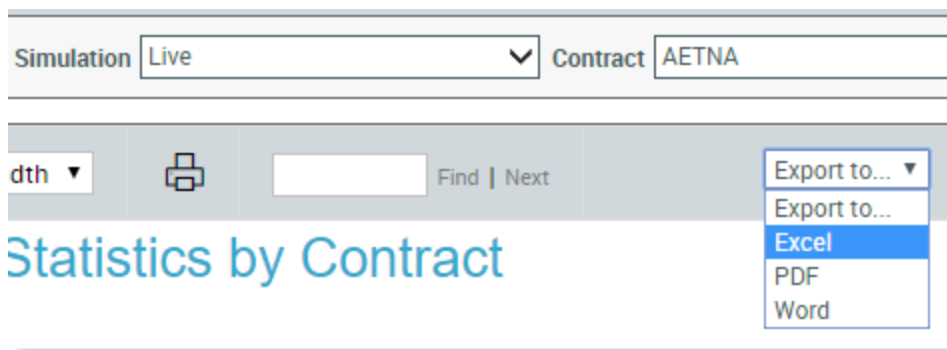 Simulation Live Contract AETNA
dth Find | Next Export to...
Export to...
Excel
Statistics by Contract
PDF
Word